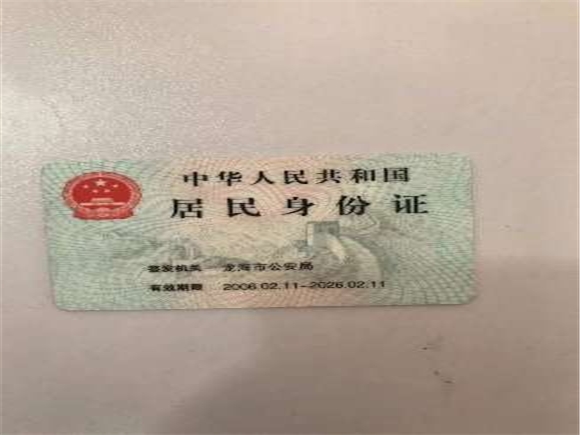 中华人民共和国
居民身份证
签发机关 龙海市公安局
有效期限 2006.02.11-2026.02.11